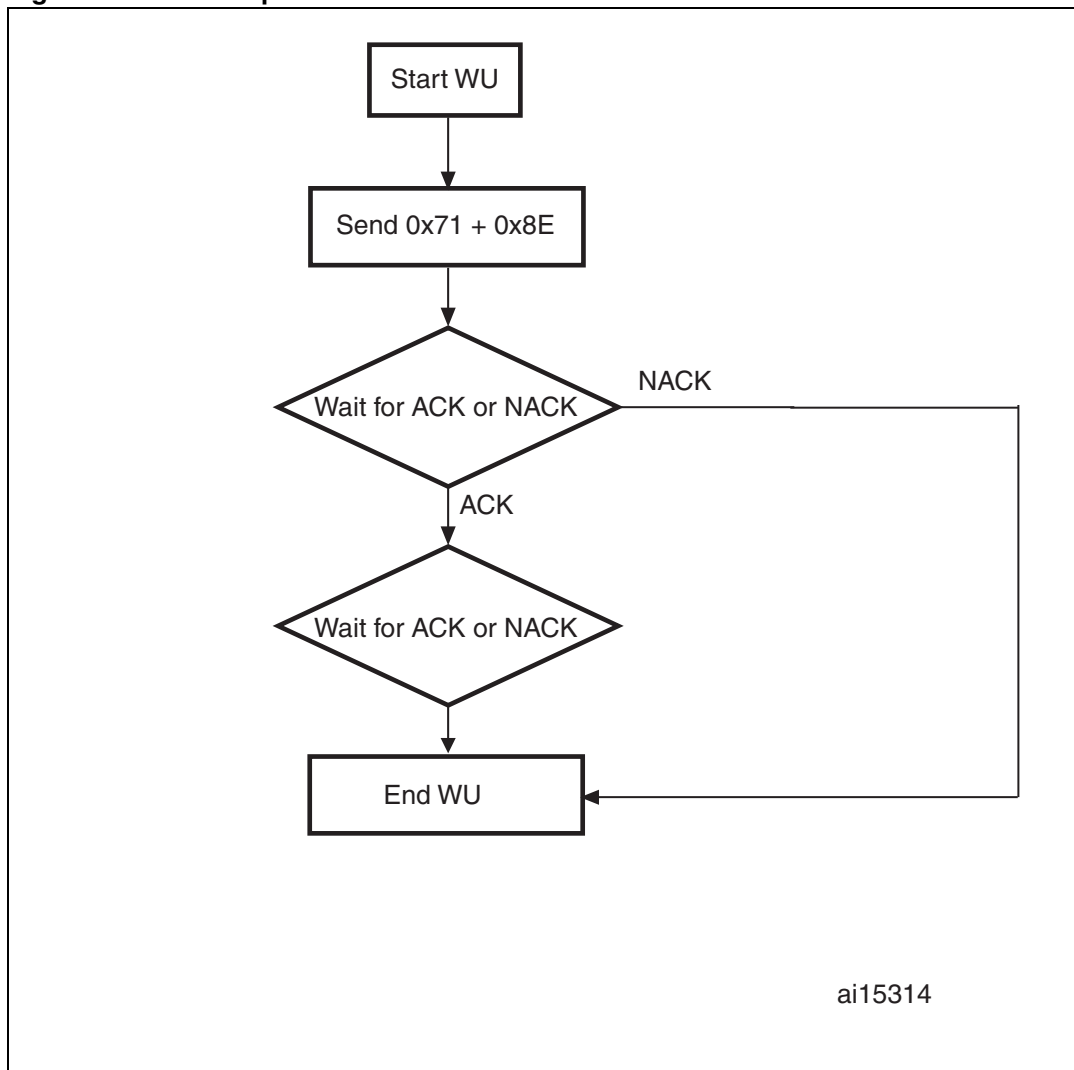 Start WU
Send 0x71 + 0x8E
Wait for ACK or NACK
NACK
ACK
Wait for ACK or NACK
End WU
ai15314